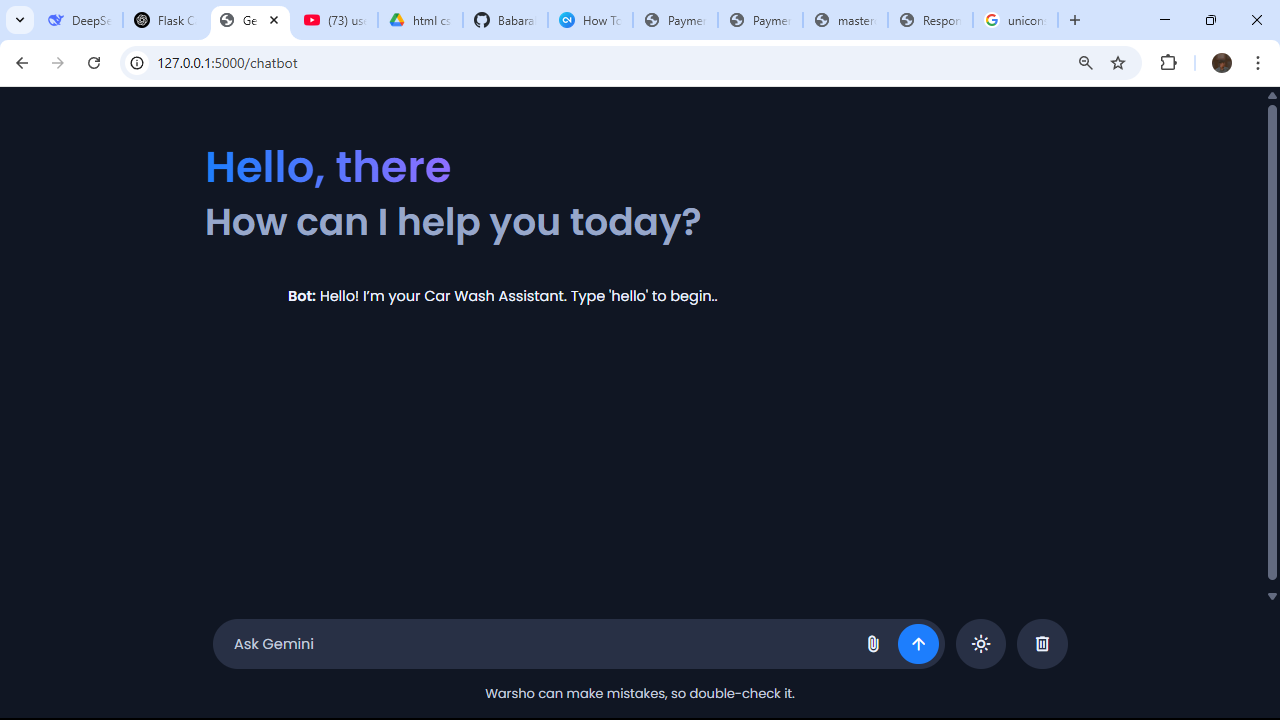 DeepSe
Flask C
Ge
(73) us
html cs
Babara
How To
Paymen
Paymer
master
Respon
unicon
127.0.0.1:5000/chatbot
Hello, there
How can I help you today?
Bot: Hello! I’m your Car Wash Assistant. Type 'hello' to begin..
Ask Gemini
Warsho can make mistakes, so double-check it.